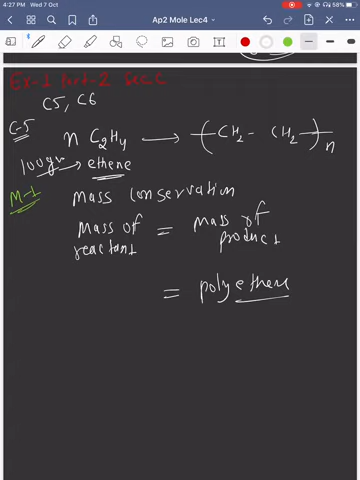 4:27 PM Wed 7 Oct
58%
Ap2 Mole Lec4
Ex-1 Part-2 Sec C
C5, C6
C-5 n C2H4 → (CH2 - CH2)n
100gm ethene
M-1 Mass conservation
Mass of reactant = Mass of product
= polyethene